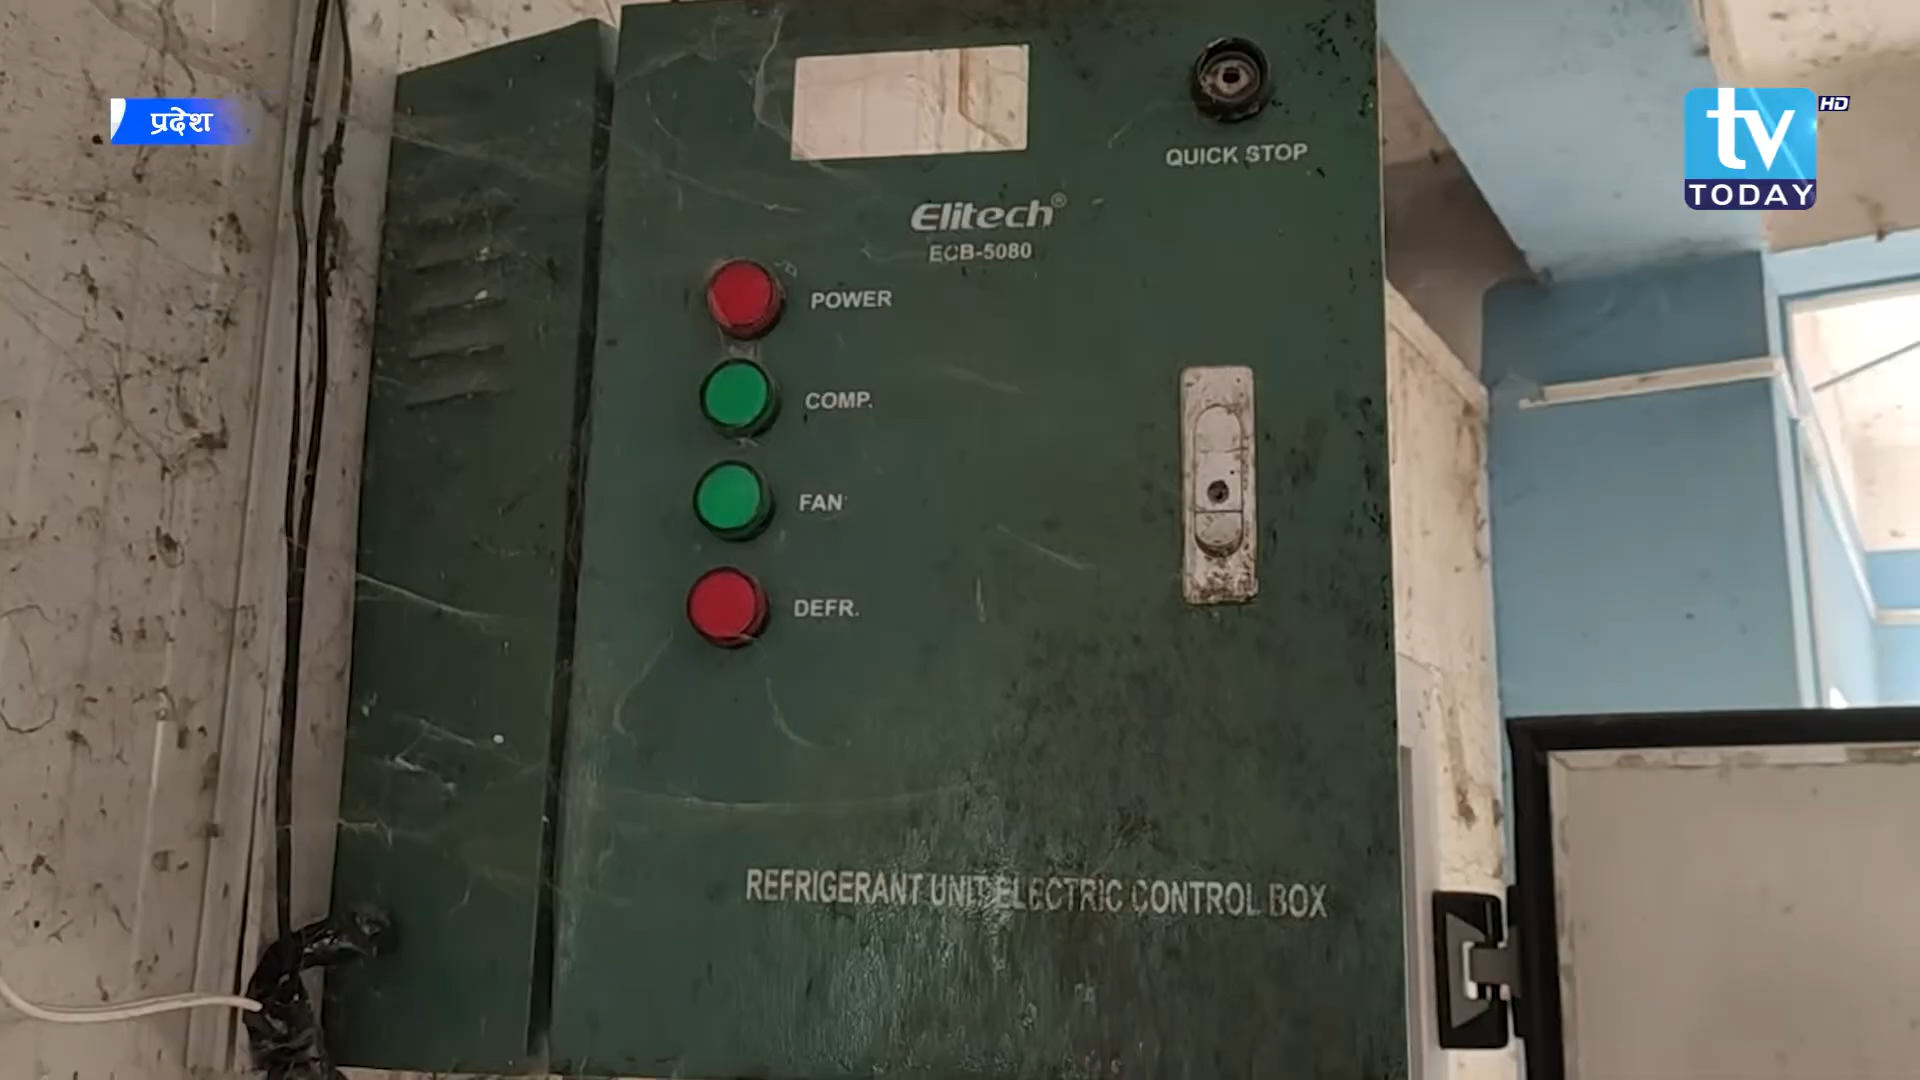 प्रदेश
tv HD
TODAY
QUICK STOP
Elitech®
ECB-5080
POWER
COMP.
FAN
DEFR.
REFRIGERANT UNIT ELECTRIC CONTROL BOX